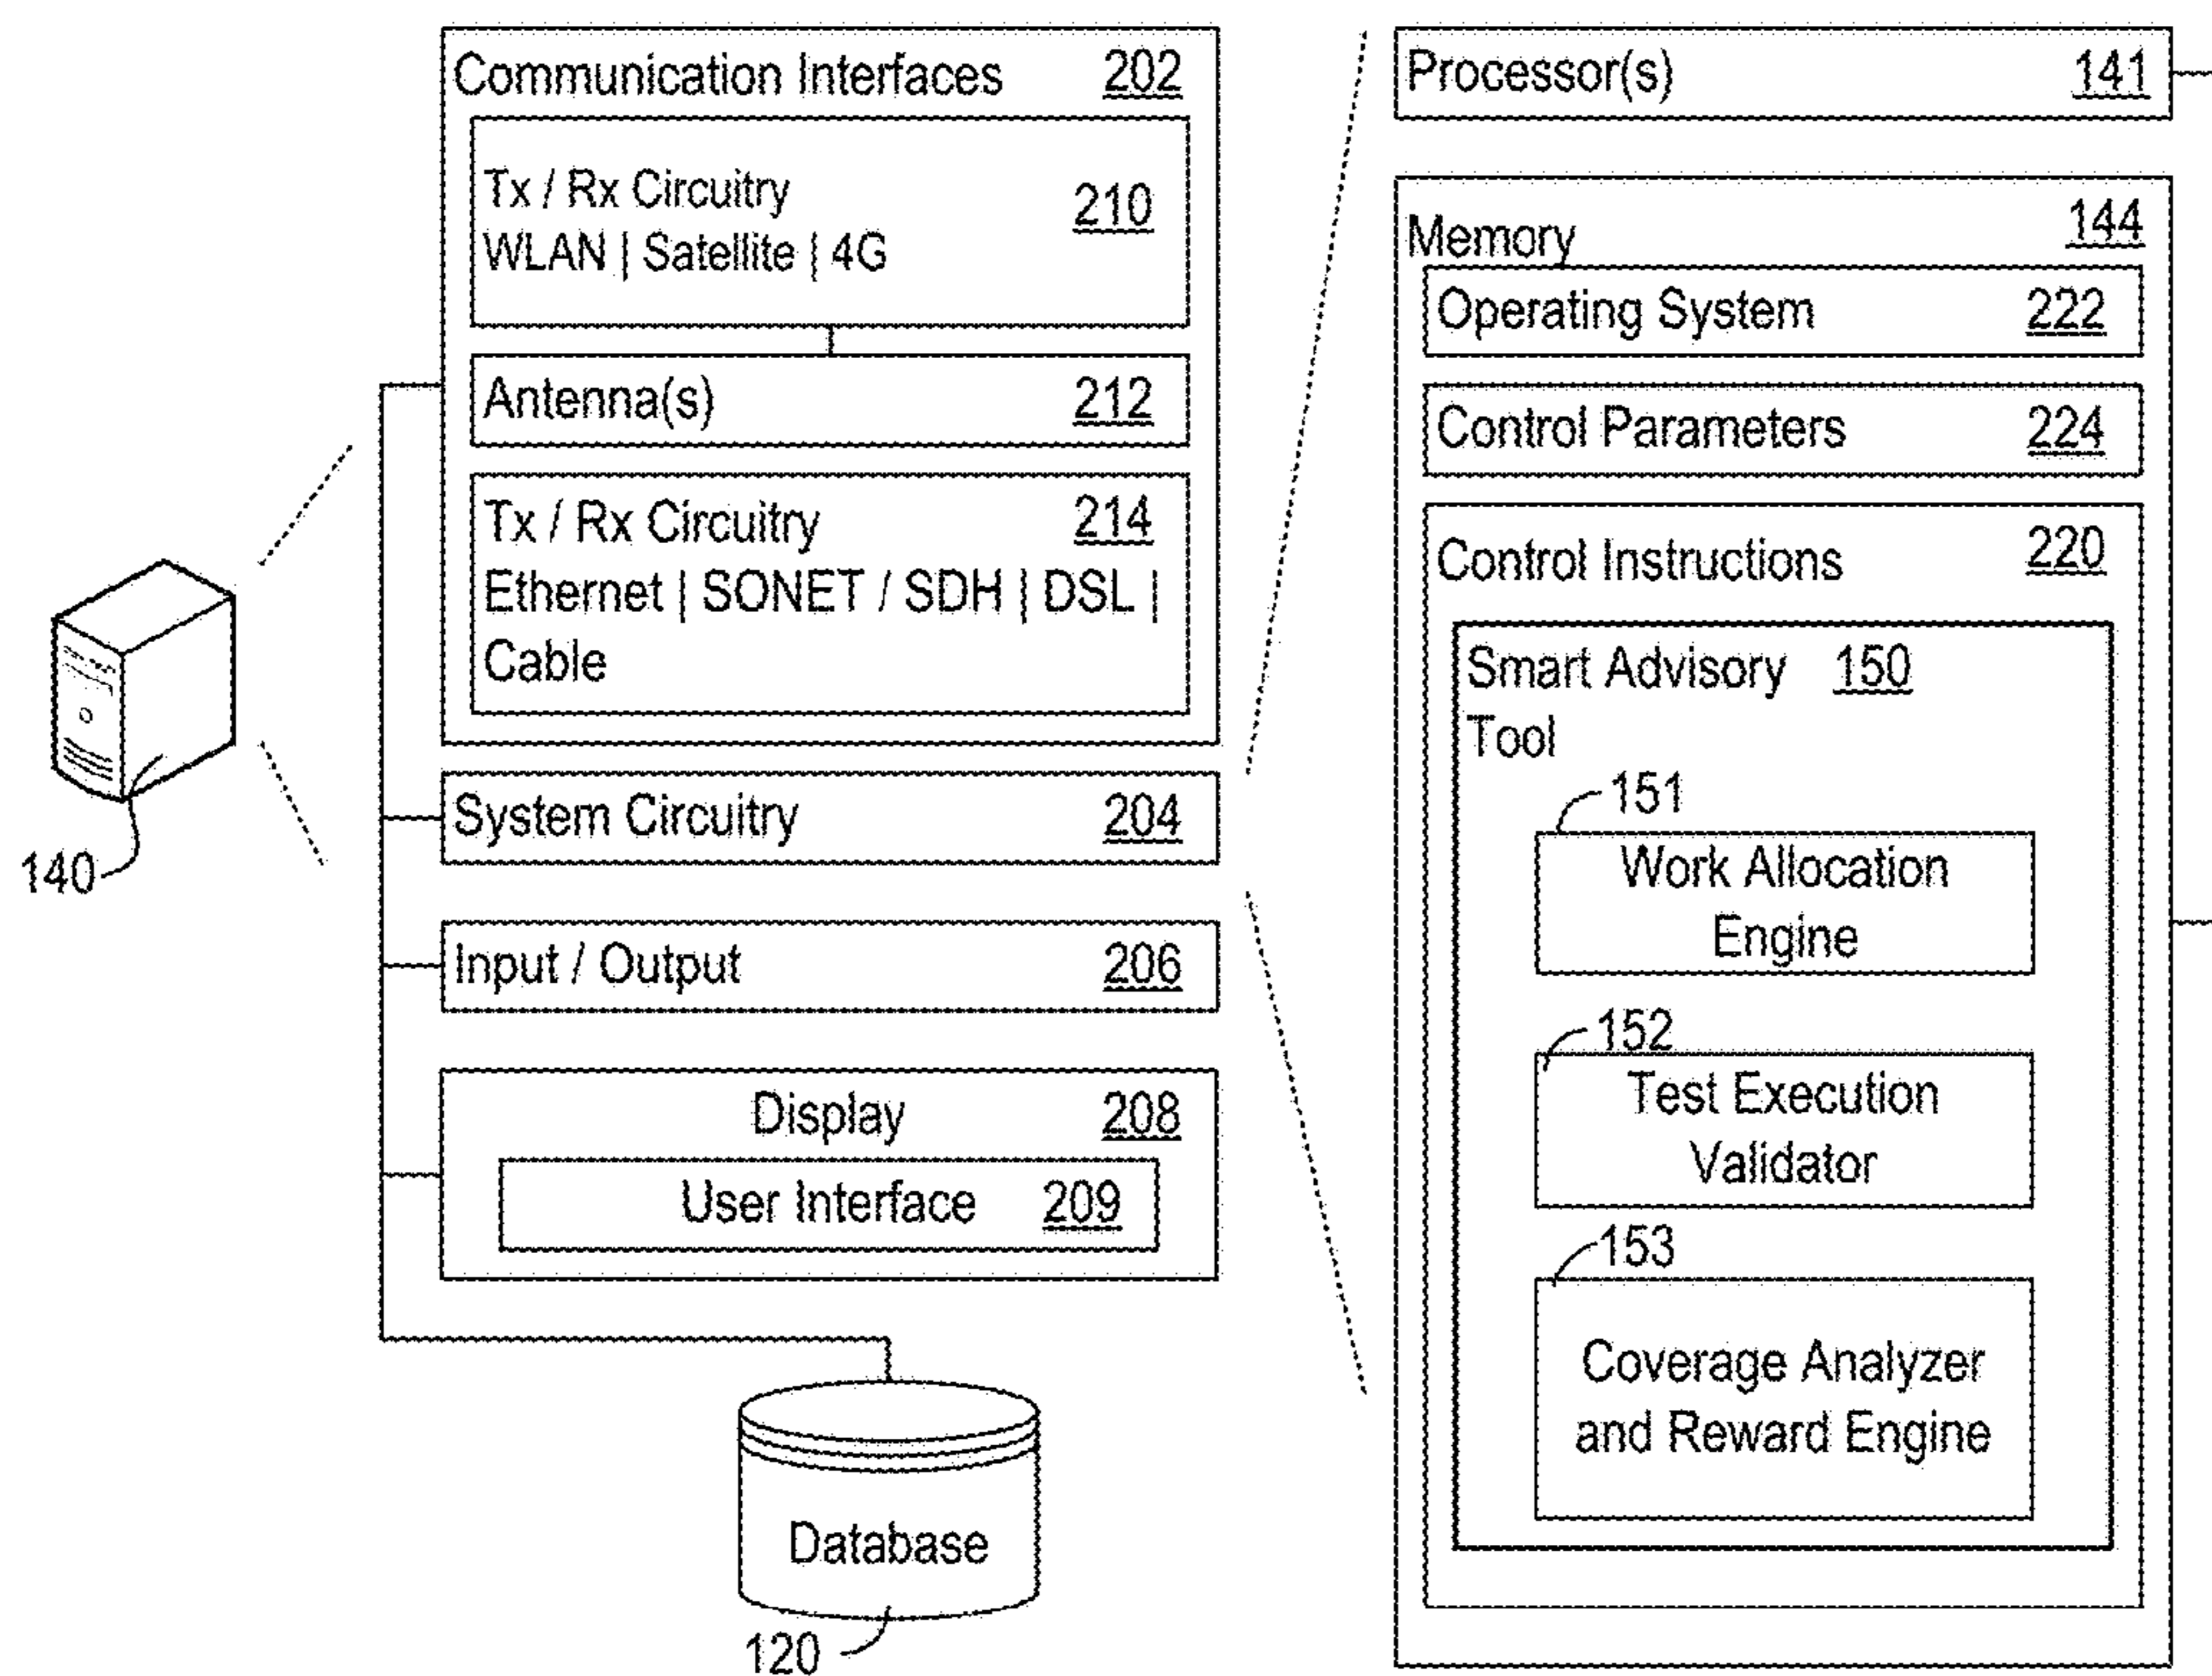 Communication Interfaces 202
Tx / Rx Circuitry 210
WLAN | Satellite | 4G
Antenna(s) 212
Tx / Rx Circuitry 214
Ethernet | SONET / SDH | DSL |
Cable
System Circuitry 204
Input / Output 206
Display 208
User Interface 209
Database
120
140
Processor(s) 141
Memory 144
Operating System 222
Control Parameters 224
Control Instructions 220
Smart Advisory 150
Tool
151
Work Allocation
Engine
152
Test Execution
Validator
153
Coverage Analyzer
and Reward Engine